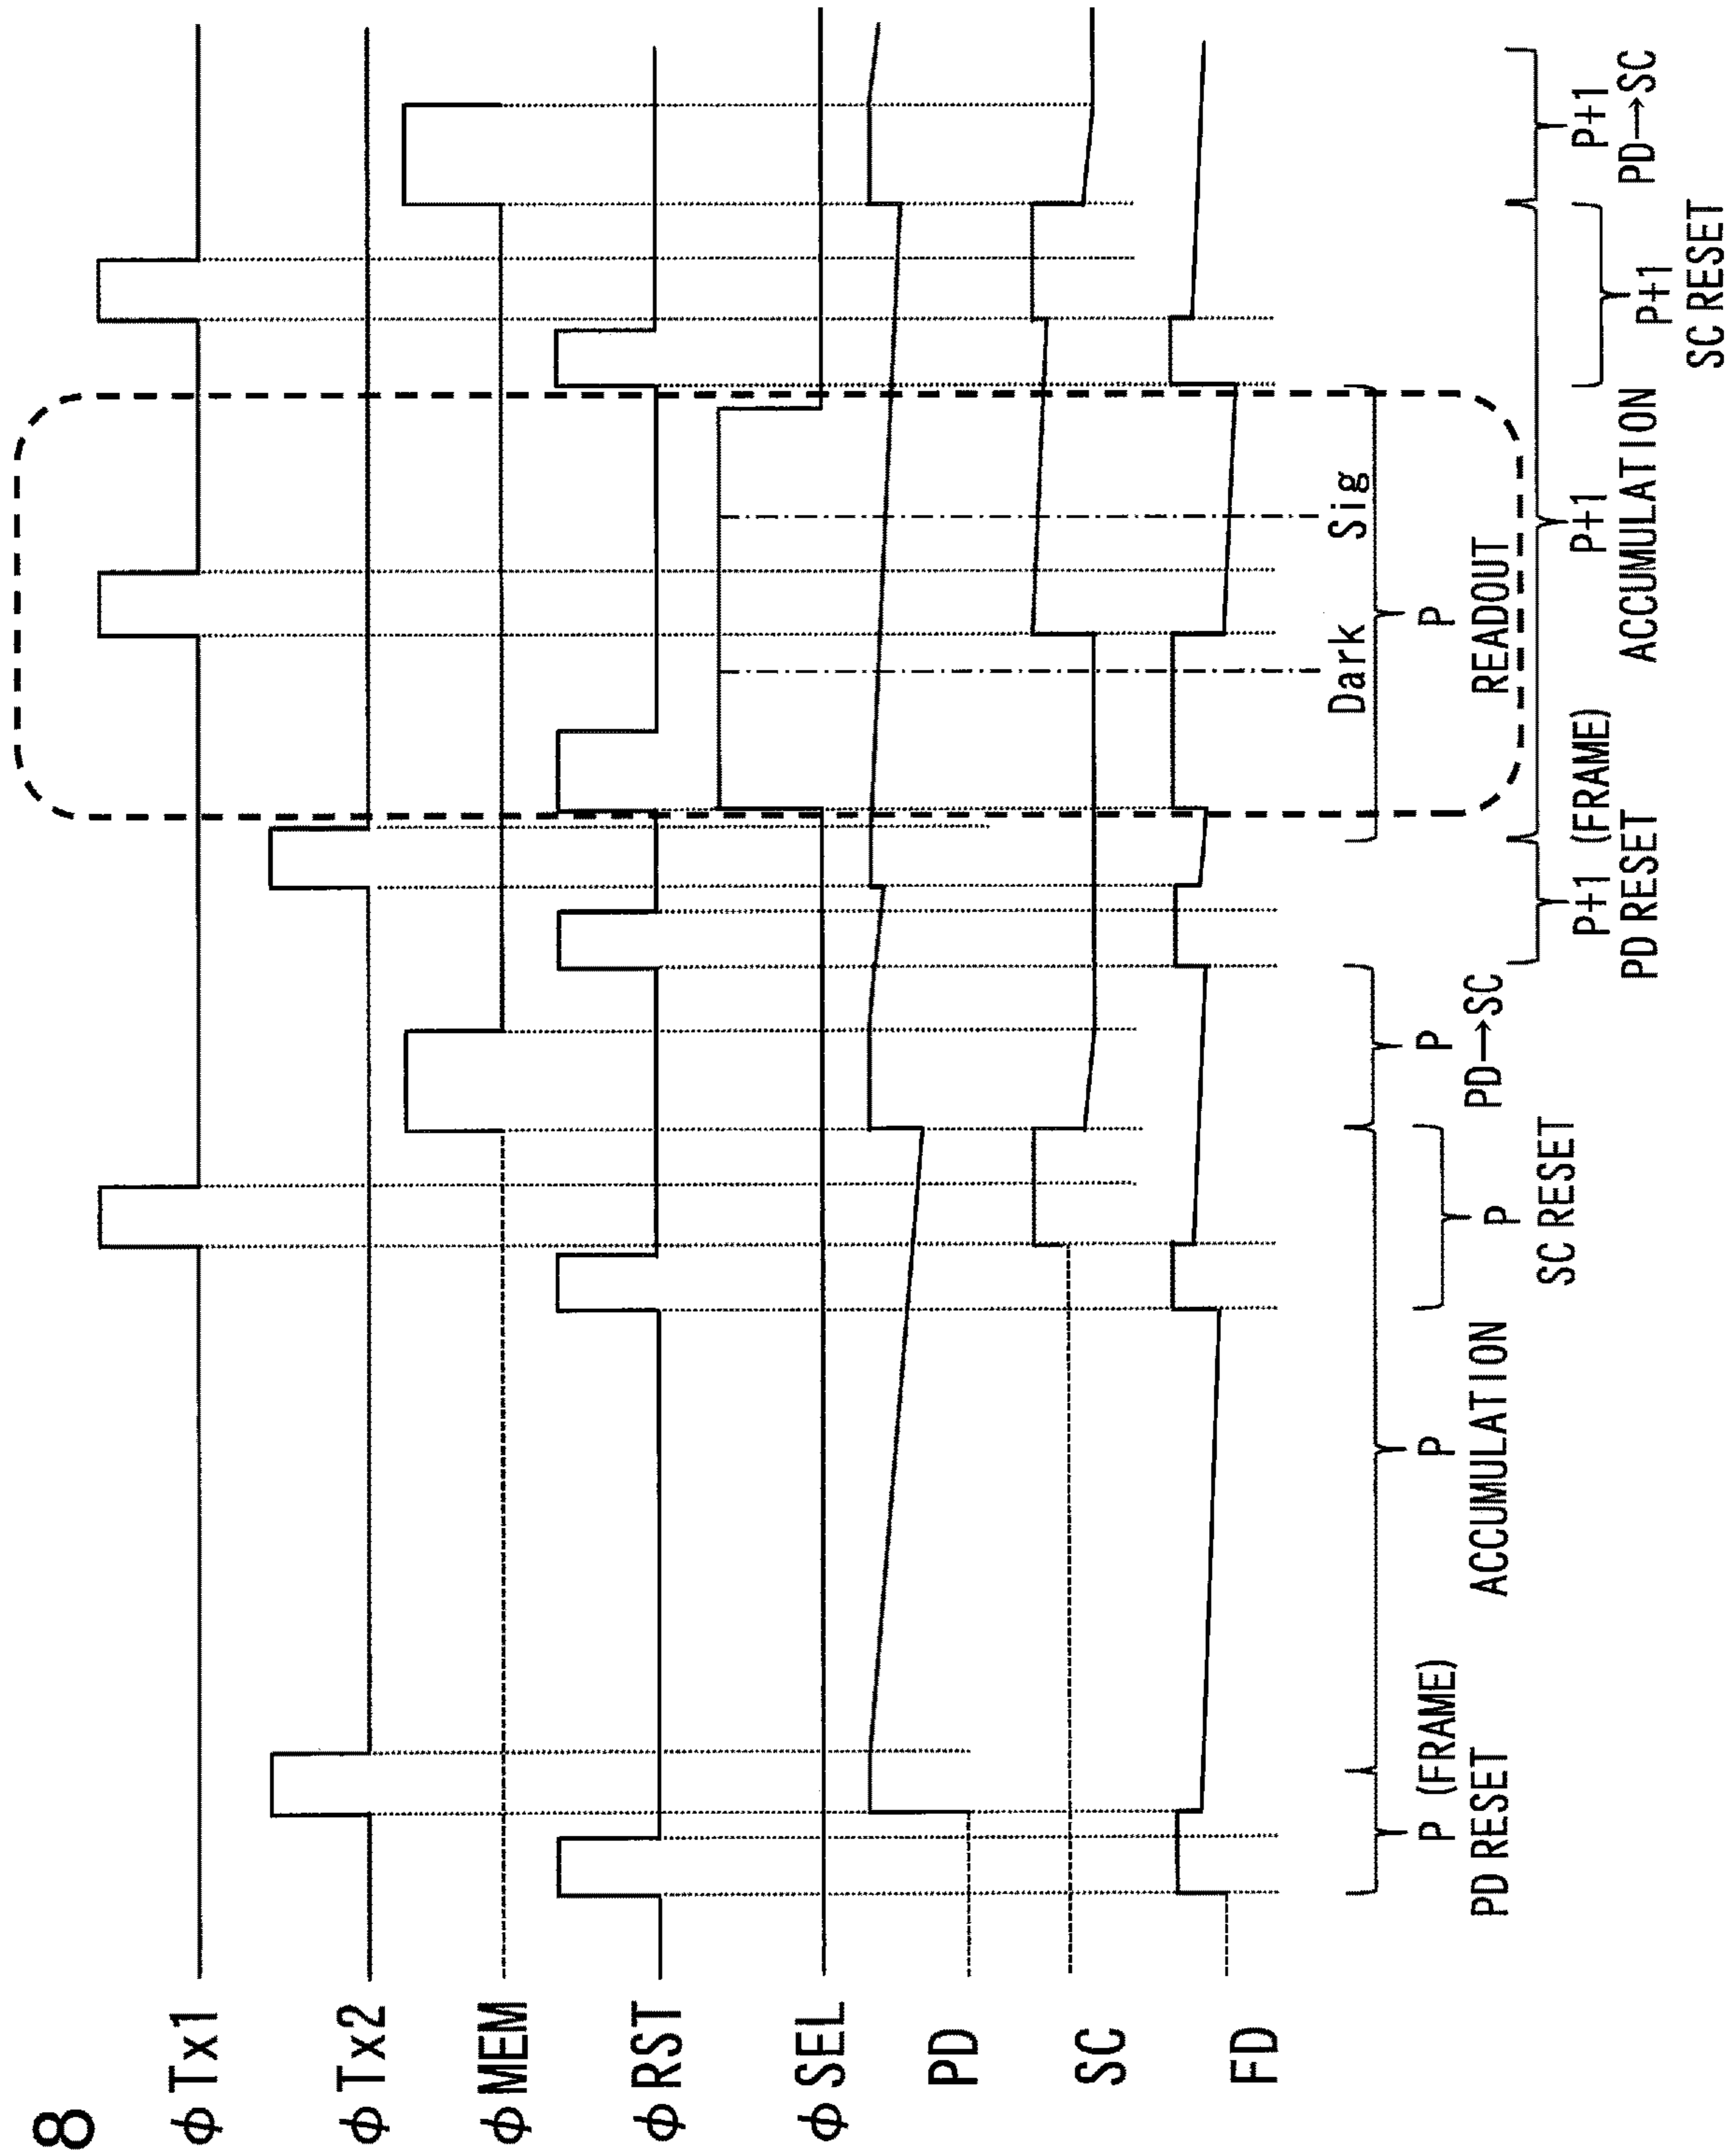 8
φTx1
φTx2
φMEM
φRST
φSEL
PD
SC
FD
Dark
Sig
P (FRAME)
PD RESET
P
ACCUMULATION
P
SC RESET
P
PD→SC
P
READOUT
P+1 (FRAME)
PD RESET
P+1
ACCUMULATION
P+1
SC RESET
P+1
PD→SC